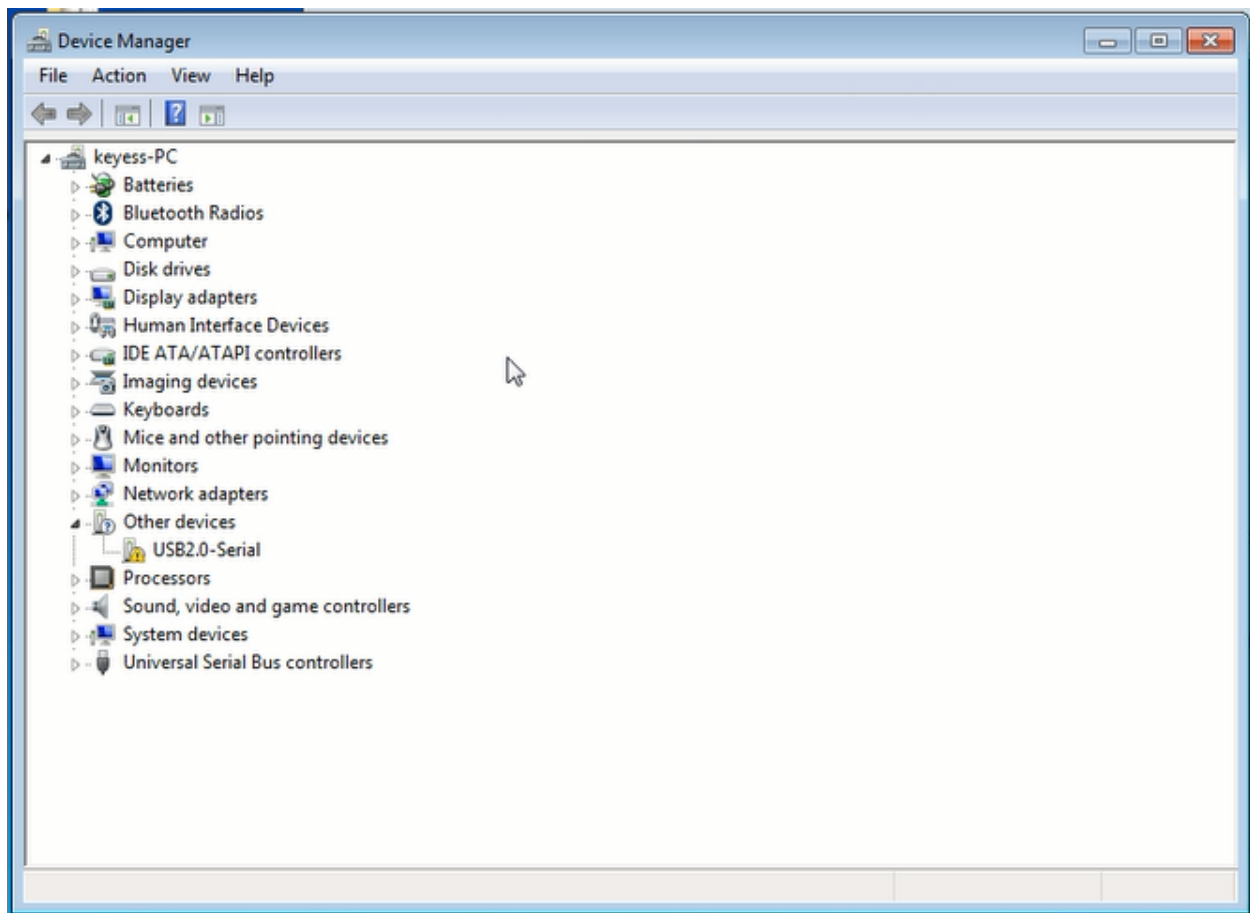 Device Manager
File Action View Help
keyess-PC
Batteries
Bluetooth Radios
Computer
Disk drives
Display adapters
Human Interface Devices
IDE ATA/ATAPI controllers
Imaging devices
Keyboards
Mice and other pointing devices
Monitors
Network adapters
Other devices
USB2.0-Serial
Processors
Sound, video and game controllers
System devices
Universal Serial Bus controllers